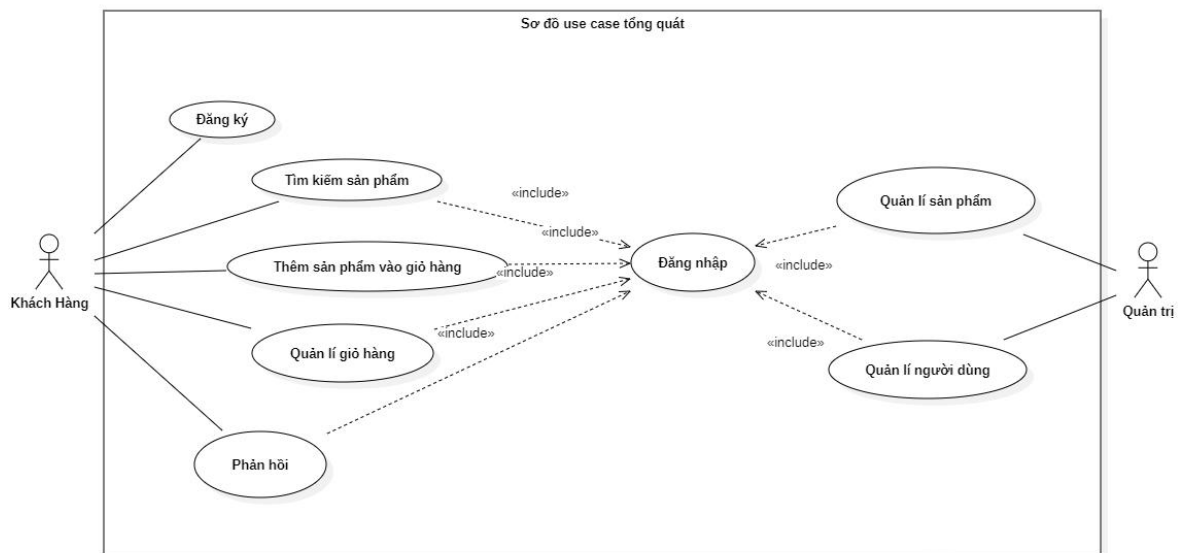 Sơ đồ use case tổng quát
Đăng ký
Tìm kiếm sản phẩm
«include»
Quản lí sản phẩm
«include»
Thêm sản phẩm vào giỏ hàng
«include»
Đăng nhập
«include»
Khách Hàng
Quản trị
Quản lí giỏ hàng
«include»
«include»
Quản lí người dùng
Phản hồi